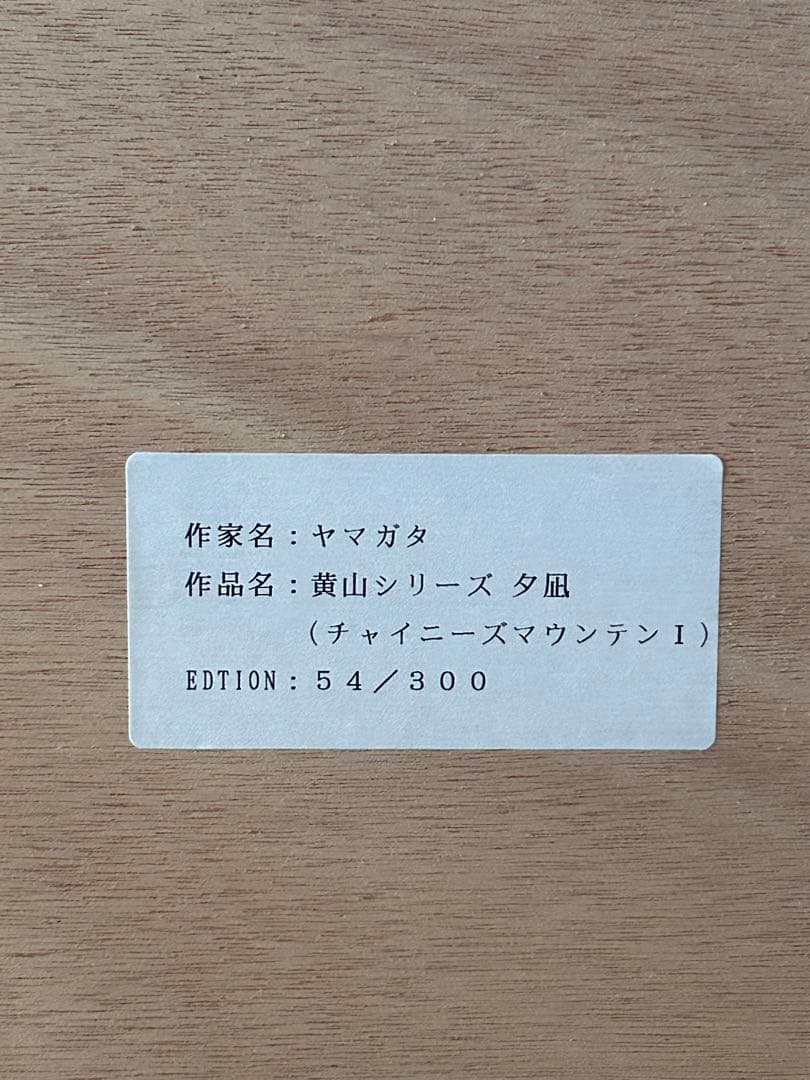 作家名：ヤマガタ
作品名：黄山シリーズ 夕凪
（チャイニーズマウンテンＩ）
EDTION：５４／３００